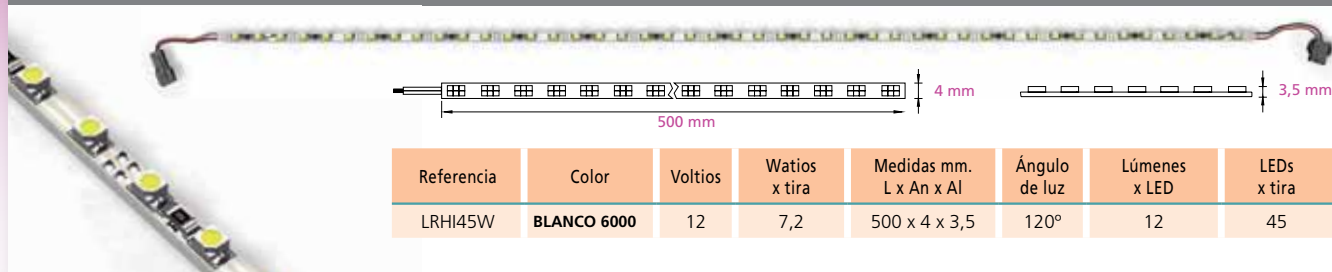 4 mm
3,5 mm
500 mm
Referencia Color Voltios Watios x tira Medidas mm. L x An x Al Ángulo de luz Lúmenes x LED LEDs x tira
LRHI45W BLANCO 6000 12 7,2 500 x 4 x 3,5 120º 12 45